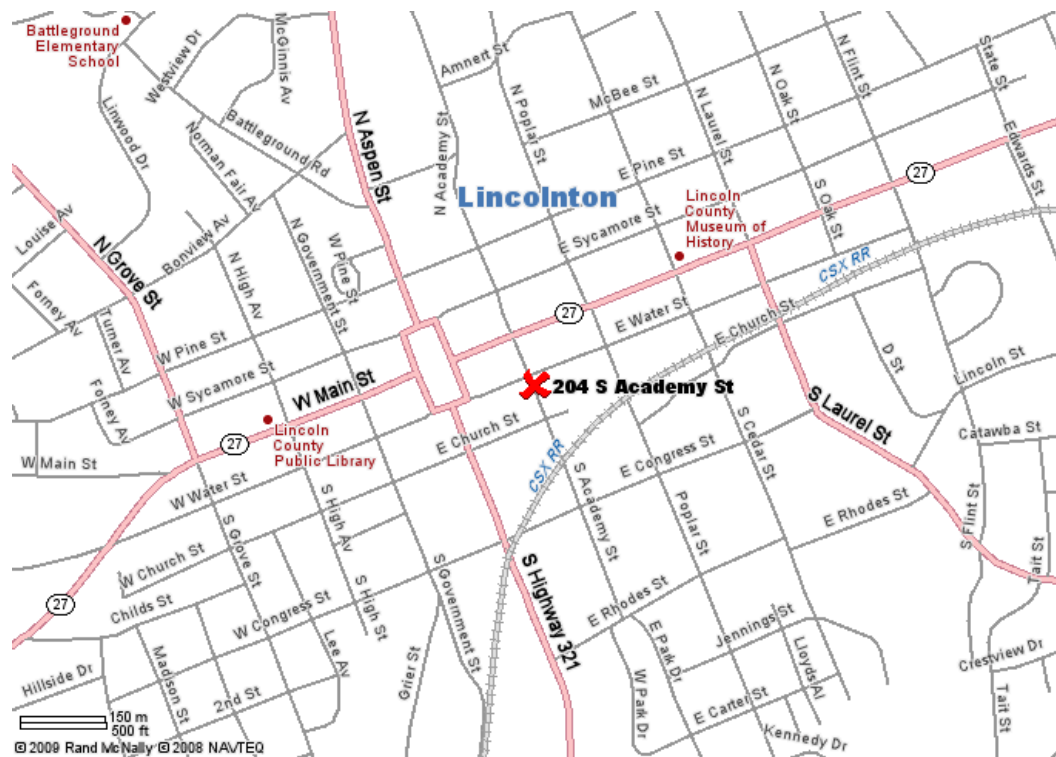 Battleground
Elementary
School
Westview Dr
McGinnis Av
Linwood Dr
Norman Fair Av
Battleground Rd
N Aspen St
Amnert St
N Academy St
N Poplar St
McBee St
N Laurel St
N Oak St
N Flint St
State St
Edwards St
E Pine St
S Oak St
27
Lincolnton
Lincoln
County
Museum of
History
E Sycamore St
CSX RR
Louise Av
N Grove St
Bonview Av
N High Av
N Government St
W Pine St
Forney Av
Turner Av
W Pine St
27
E Water St
E Church St
W Sycamore St
W Main St
204 S Academy St
D St
Lincoln St
Forney Av
Lincoln
County
Public Library
27
E Church St
S Laurel St
Catawba St
W Main St
W Water St
CSX RR
E Congress St
S Cedar St
S High Av
S Academy St
Poplar St
E Rhodes St
S Flint St
Tait St
W Church St
S Grove St
S High St
S Government St
S Highway 321
27
Childs St
W Congress St
E Rhodes St
Jennings St
Lee Av
E Park Dr
Lloyds Al
Crestview Dr
Hillside Dr
Madison St
2nd St
Grier St
W Park Dr
E Carter St
Kennedy Dr
Tait St
150 m
500 ft
© 2009 Rand McNally © 2008 NAVTEQ